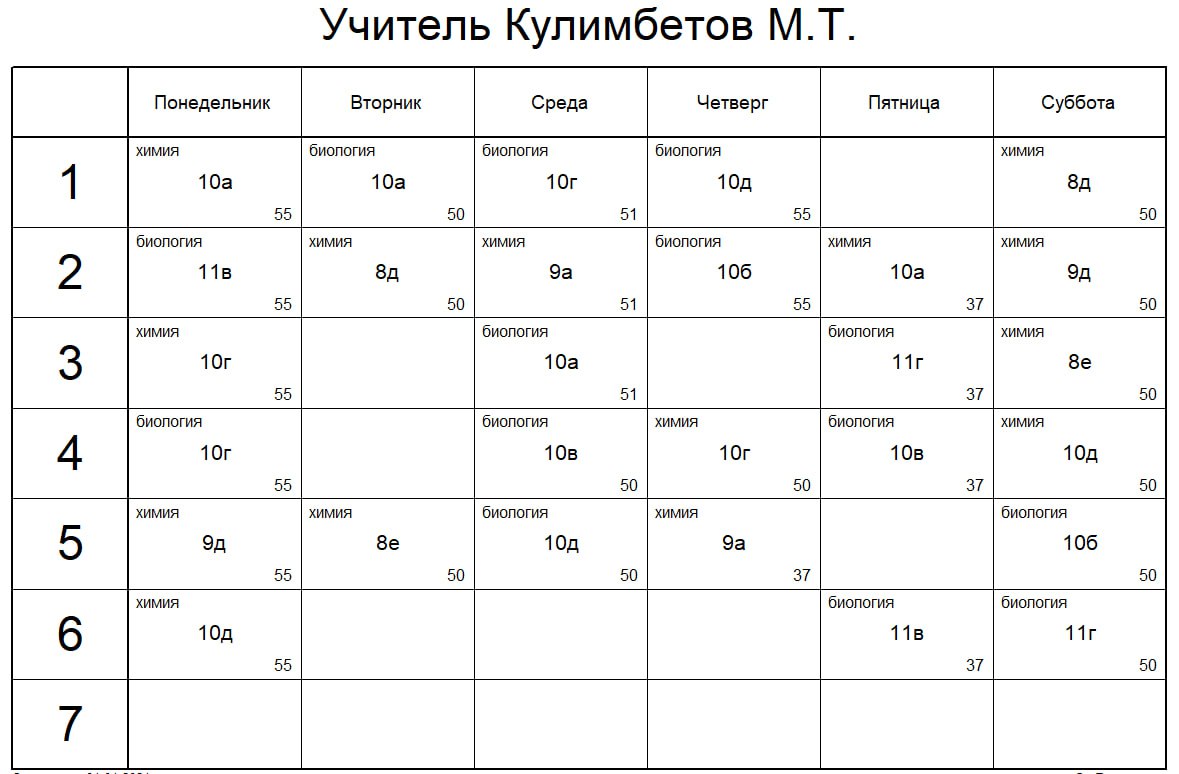 Учитель Кулимбетов М.Т.
Понедельник Вторник Среда Четверг Пятница Суббота
1
химия 10а 55
биология 10а 50
биология 10г 51
биология 10д 55
химия 8д 50
2
биология 11в 55
химия 8д 50
химия 9а 51
биология 10б 55
химия 10а 37
химия 9д 50
3
химия 10г 55
биология 10а 51
биология 11г 37
химия 8е 50
4
биология 10г 55
биология 10в 50
химия 10г 50
биология 10в 37
химия 10д 50
5
химия 9д 55
химия 8е 50
биология 10д 50
химия 9а 37
биология 10б 50
6
химия 10д 55
биология 11в 37
биология 11г 50
7